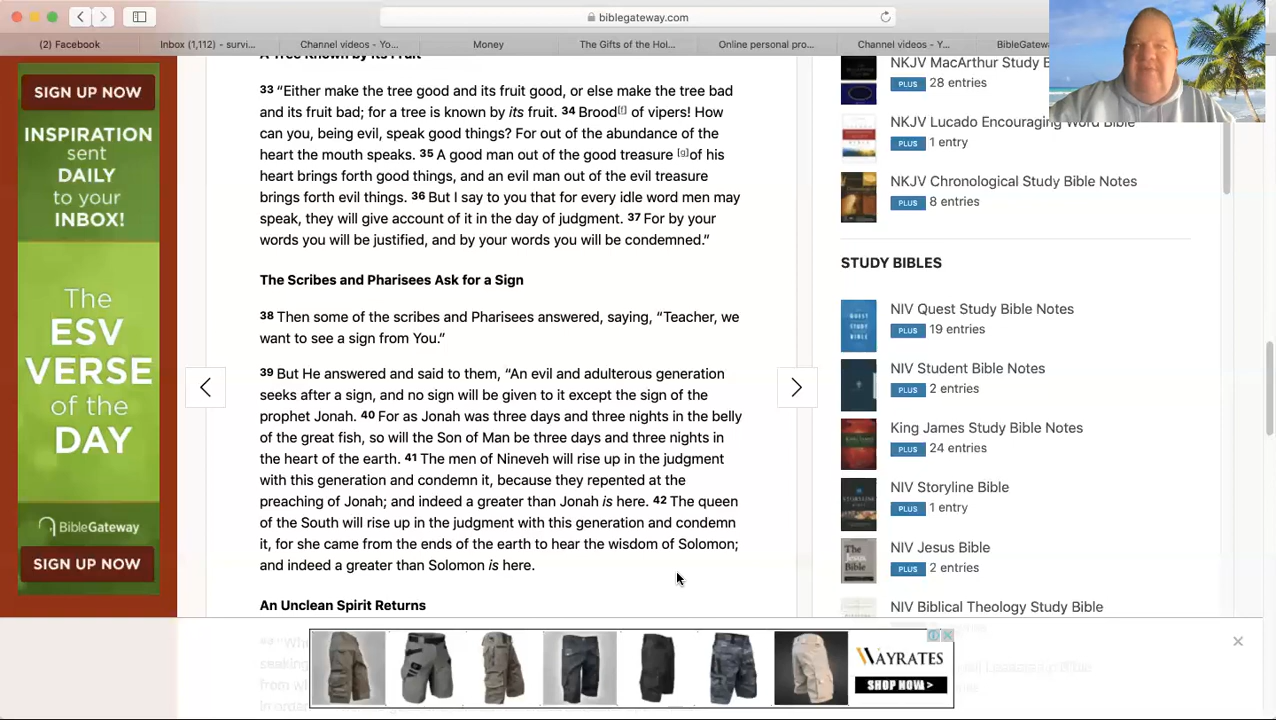 biblegateway.com
(2) Facebook
Inbox (1,112) - survi...
Channel videos - Yo...
Money
The Gifts of the Hol...
Online personal pro...
Channel videos - Y...
BibleGatewa
SIGN UP NOW
INSPIRATION
sent
DAILY
to your
INBOX!
The
ESV
VERSE
of the
DAY
BibleGateway
SIGN UP NOW
A Tree Known by Its Fruit
33 “Either make the tree good and its fruit good, or else make the tree bad
and its fruit bad; for a tree is known by its fruit. 34 Brood[f] of vipers! How
can you, being evil, speak good things? For out of the abundance of the
heart the mouth speaks. 35 A good man out of the good treasure [g]of his
heart brings forth good things, and an evil man out of the evil treasure
brings forth evil things. 36 But I say to you that for every idle word men may
speak, they will give account of it in the day of judgment. 37 For by your
words you will be justified, and by your words you will be condemned.”
The Scribes and Pharisees Ask for a Sign
38 Then some of the scribes and Pharisees answered, saying, “Teacher, we
want to see a sign from You.”
39 But He answered and said to them, “An evil and adulterous generation
seeks after a sign, and no sign will be given to it except the sign of the
prophet Jonah. 40 For as Jonah was three days and three nights in the belly
of the great fish, so will the Son of Man be three days and three nights in
the heart of the earth. 41 The men of Nineveh will rise up in the judgment
with this generation and condemn it, because they repented at the
preaching of Jonah; and indeed a greater than Jonah is here. 42 The queen
of the South will rise up in the judgment with this generation and condemn
it, for she came from the ends of the earth to hear the wisdom of Solomon;
and indeed a greater than Solomon is here.
An Unclean Spirit Returns
NKJV MacArthur Study B
PLUS 28 entries
NKJV Lucado Encouraging Word Bible
PLUS 1 entry
NKJV Chronological Study Bible Notes
PLUS 8 entries
STUDY BIBLES
NIV Quest Study Bible Notes
PLUS 19 entries
NIV Student Bible Notes
PLUS 2 entries
King James Study Bible Notes
PLUS 24 entries
NIV Storyline Bible
PLUS 1 entry
The Jesus Bible
NIV Jesus Bible
PLUS 2 entries
NIV Biblical Theology Study Bible
WAYRATES
SHOP NOW >